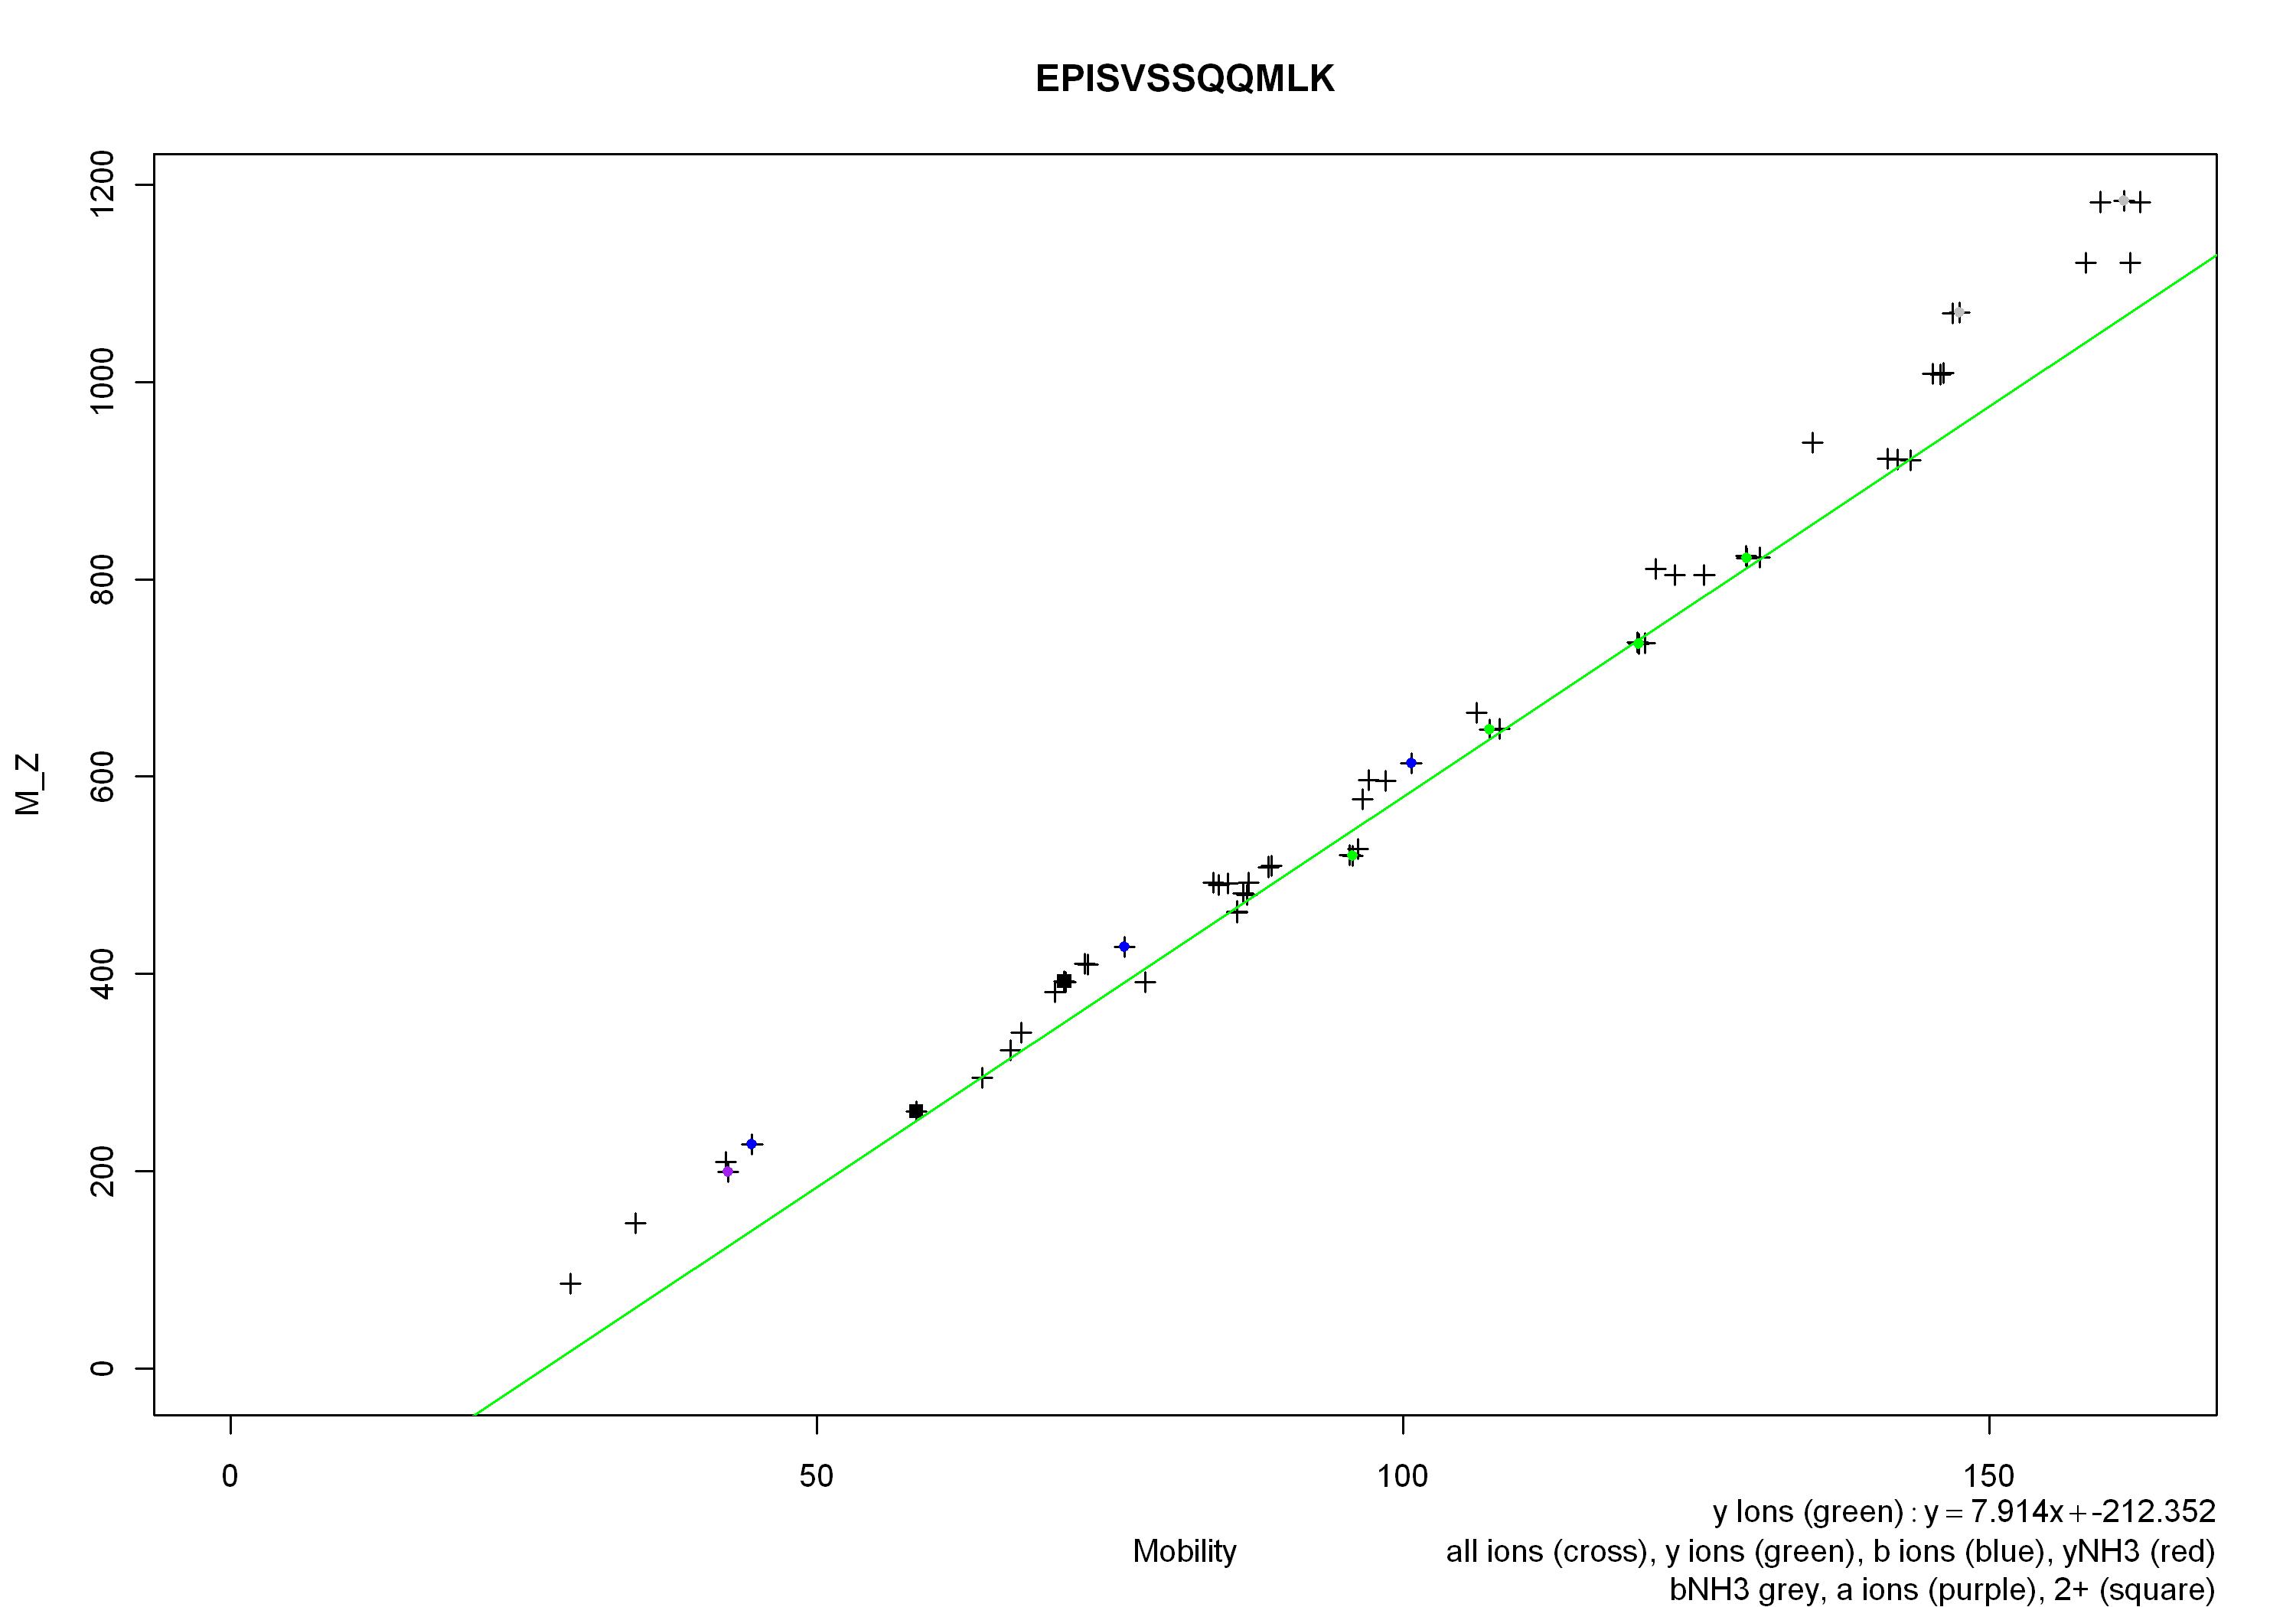 EPISVSSQQMLK
1200
1000
800
600
400
200
0
M_Z
0 50 100 150
y Ions (green) : y = 7.914x + -212.352
Mobility all ions (cross), y ions (green), b ions (blue), yNH3 (red)
bNH3 grey, a ions (purple), 2+ (square)